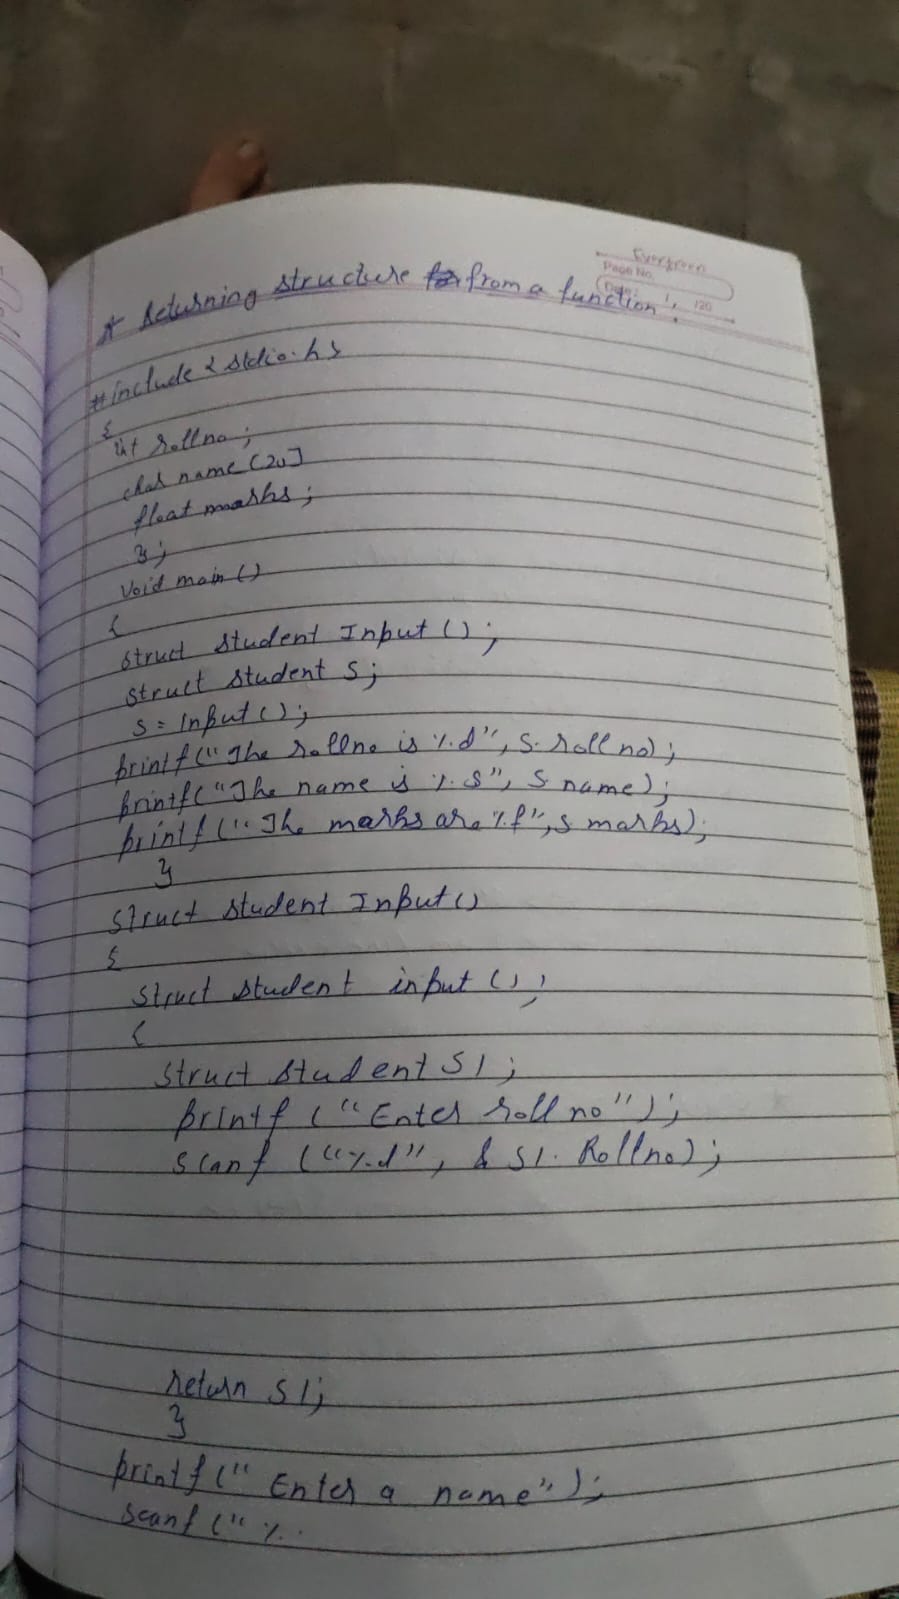 Evergreen
Page No.
Date: / /20
* Returning structure from a function.
#include <stdio.h>
{
int rollno;
char name [20]
float marks;
};
Void main()
{
struct student Input();
struct student S;
S = Input();
printf("The rollno is %d", S. rollno);
printf("The name is %s", S name);
printf("The marks are %f", S marks);
}
struct student Input()
{
struct student input();
{
struct student S1;
printf ("Enter roll no");
scanf ("%d", & S1. Rollno);
return S1;
}
printf(" Enter a name");
scanf (" %.